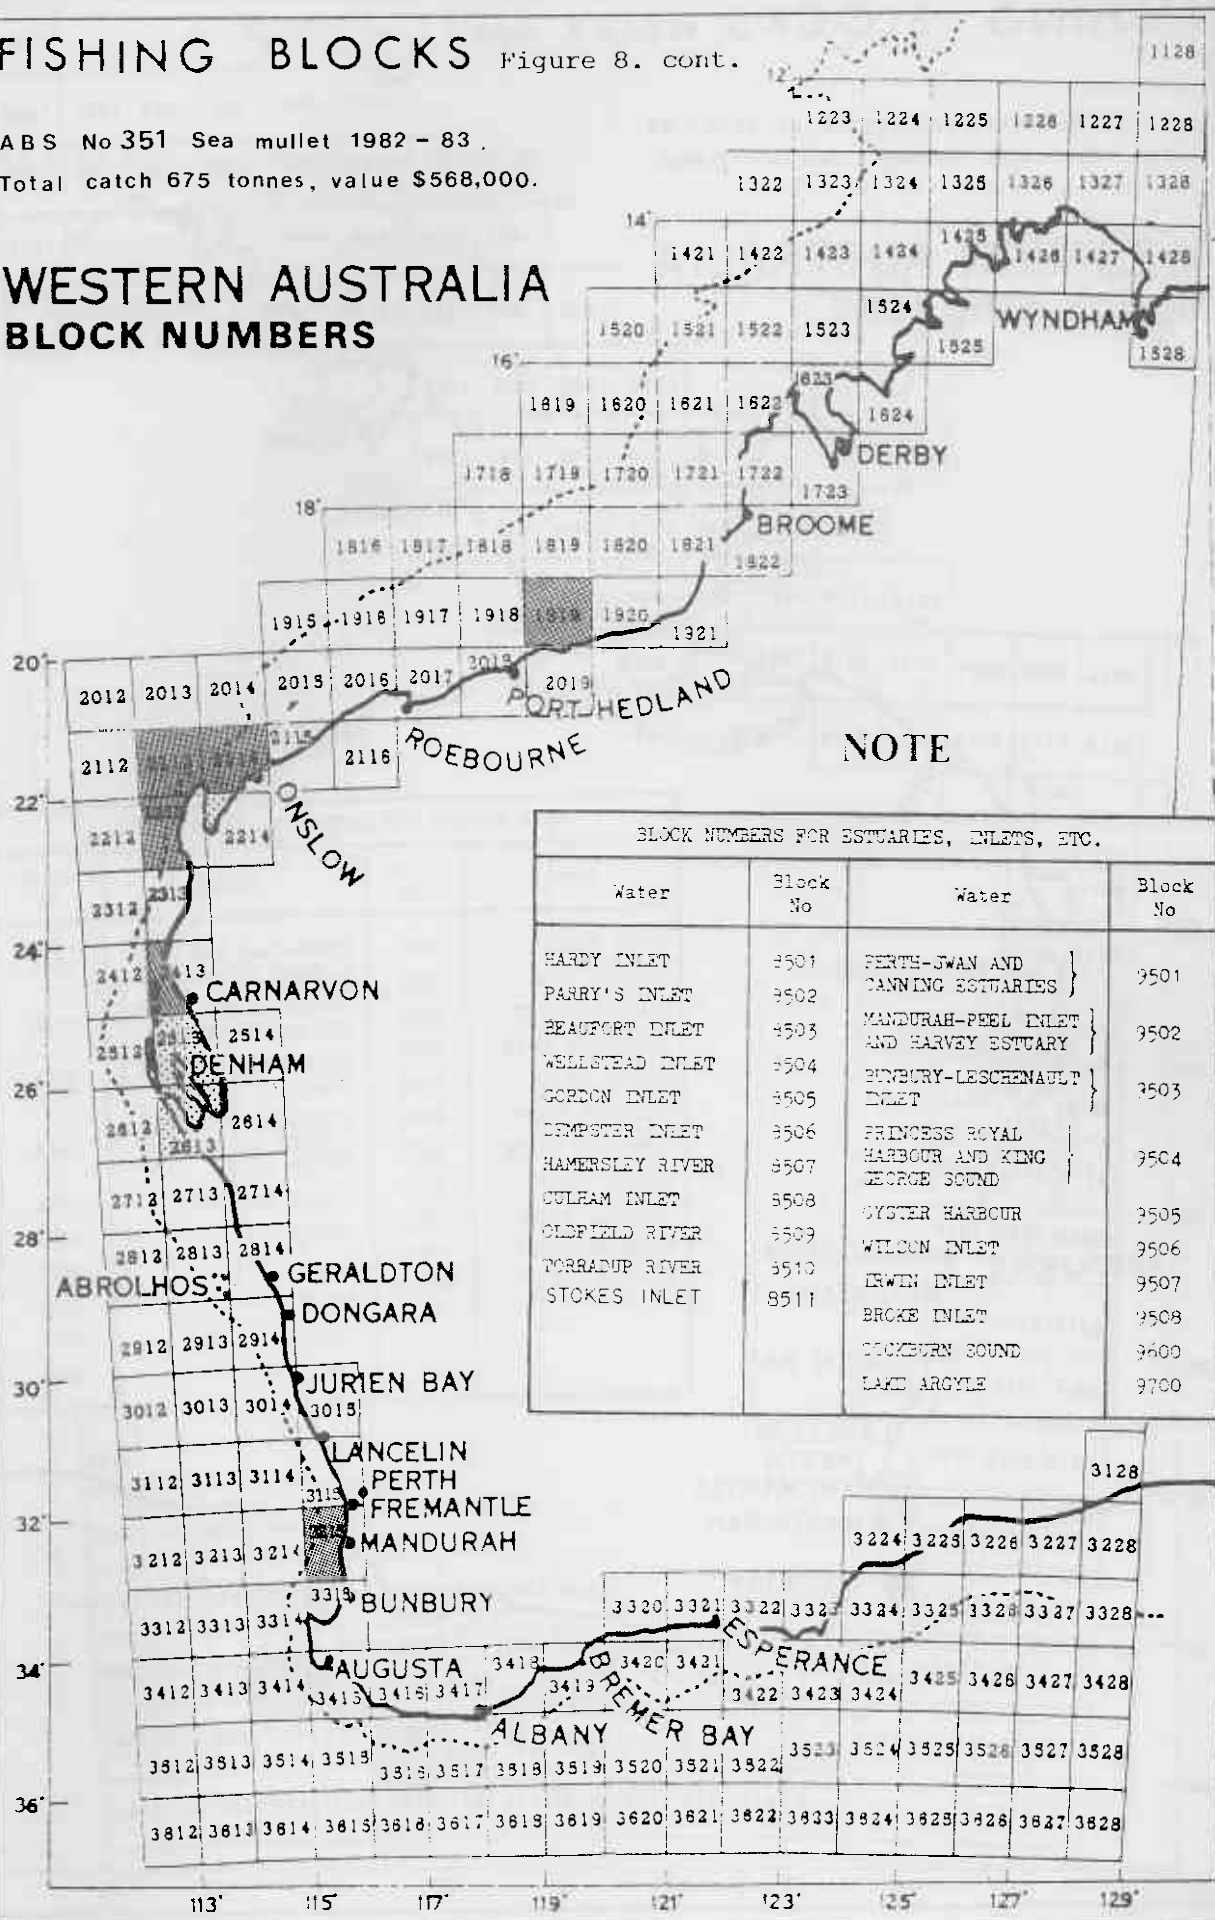 FISHING BLOCKS Figure 8. cont.
ABS No 351 Sea mullet 1982 – 83.
Total catch 675 tonnes, value $568,000.
WESTERN AUSTRALIA
BLOCK NUMBERS
1128
12°
1223 1224 1225 1226 1227 1228
1322 1323 1324 1325 1326 1327 1328
14°
1421 1422 1423 1424 1425 1426 1427 1428
1520 1521 1522 1523 1524 1525 WYNDHAM 1528
16°
1619 1620 1621 1622 1623 1624
DERBY
1718 1719 1720 1721 1722 1723
18°
BROOME
1816 1817 1818 1819 1820 1821 1822
1915 1916 1917 1918 1919 1920 1921
20°
2012 2013 2014 2015 2016 2017 2018 2019
PORT HEDLAND
ROEBOURNE
2112 2115 2116
22°
ONSLOW
2212 2214
2312 2313
24°
2412 2413
CARNARVON
2512 2513 2514
DENHAM
26°
2612 2613 2614
2712 2713 2714
28°
2812 2813 2814
ABROLHOS GERALDTON
DONGARA
2912 2913 2914
30°
JURIEN BAY
3012 3013 3014 3015
LANCELIN
3112 3113 3114 3115
PERTH
FREMANTLE
32°
MANDURAH
3212 3213 3214
3315 BUNBURY
3312 3313 3314
34°
AUGUSTA
3412 3413 3414 3415 3416 3417 3418 3419 3420 3421 3422 3423 3424 3425 3426 3427 3428
ALBANY
BREMER BAY
ESPERANCE
3128
3224 3225 3226 3227 3228
3320 3321 3322 3323 3324 3325 3326 3327 3328
3512 3513 3514 3515 3516 3517 3518 3519 3520 3521 3522 3523 3524 3525 3526 3527 3528
36°
3612 3613 3614 3615 3616 3617 3618 3619 3620 3621 3622 3623 3624 3625 3626 3627 3628
113° 115° 117° 119° 121° 123° 125° 127° 129°
NOTE
BLOCK NUMBERS FOR ESTUARIES, INLETS, ETC.
Water Block No Water Block No
HARDY INLET 8501
PARRY'S INLET 8502
BEAUFORT INLET 8503
WELLSTEAD INLET 8504
GORDON INLET 8505
DEMPSTER INLET 8506
HAMERSLEY RIVER 8507
CULHAM INLET 8508
OLDFIELD RIVER 8509
TORRADUP RIVER 8510
STOKES INLET 8511
PERTH-SWAN AND
CANNING ESTUARIES 9501
MANDURAH-PEEL INLET
AND HARVEY ESTUARY 9502
BUNBURY-LESCHENAULT
INLET 9503
PRINCESS ROYAL
HARBOUR AND KING
GEORGE SOUND 9504
OYSTER HARBOUR 9505
WILSON INLET 9506
IRWIN INLET 9507
BROKE INLET 9508
COCKBURN SOUND 9600
LAKE ARGYLE 9700